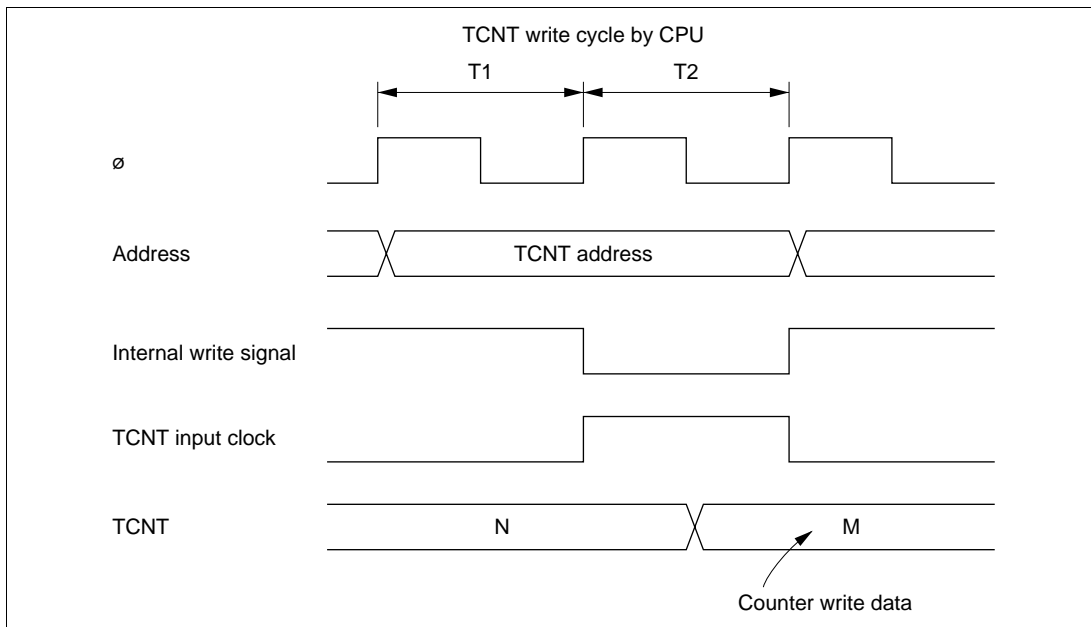 TCNT write cycle by CPU
T1 T2
ø
Address TCNT address
Internal write signal
TCNT input clock
TCNT N M
Counter write data